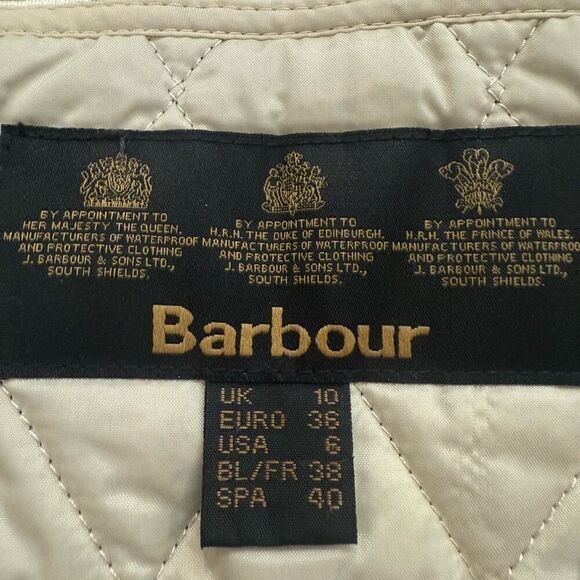 BY APPOINTMENT TO
HER MAJESTY THE QUEEN.
MANUFACTURERS OF WATERPROOF
AND PROTECTIVE CLOTHING
J. BARBOUR & SONS LTD.,
SOUTH SHIELDS.
BY APPOINTMENT TO
H.R.H. THE DUKE OF EDINBURGH.
MANUFACTURERS OF WATERPROOF
AND PROTECTIVE CLOTHING
J. BARBOUR & SONS LTD.,
SOUTH SHIELDS.
BY APPOINTMENT TO
H.R.H. THE PRINCE OF WALES.
MANUFACTURERS OF WATERPROOF
AND PROTECTIVE CLOTHING
J. BARBOUR & SONS LTD.,
SOUTH SHIELDS.
Barbour
UK 10
EURO 36
USA 6
BL/FR 38
SPA 40